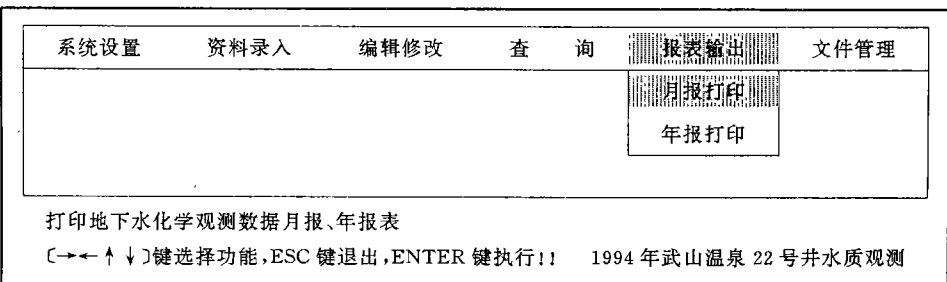 系统设置 资料录入 编辑修改 查 询 报表输出 文件管理
月报打印
年报打印
打印地下水化学观测数据月报、年报表
〔→←↑↓〕键选择功能,ESC 键退出,ENTER 键执行!! 1994 年武山温泉 22 号井水质观测